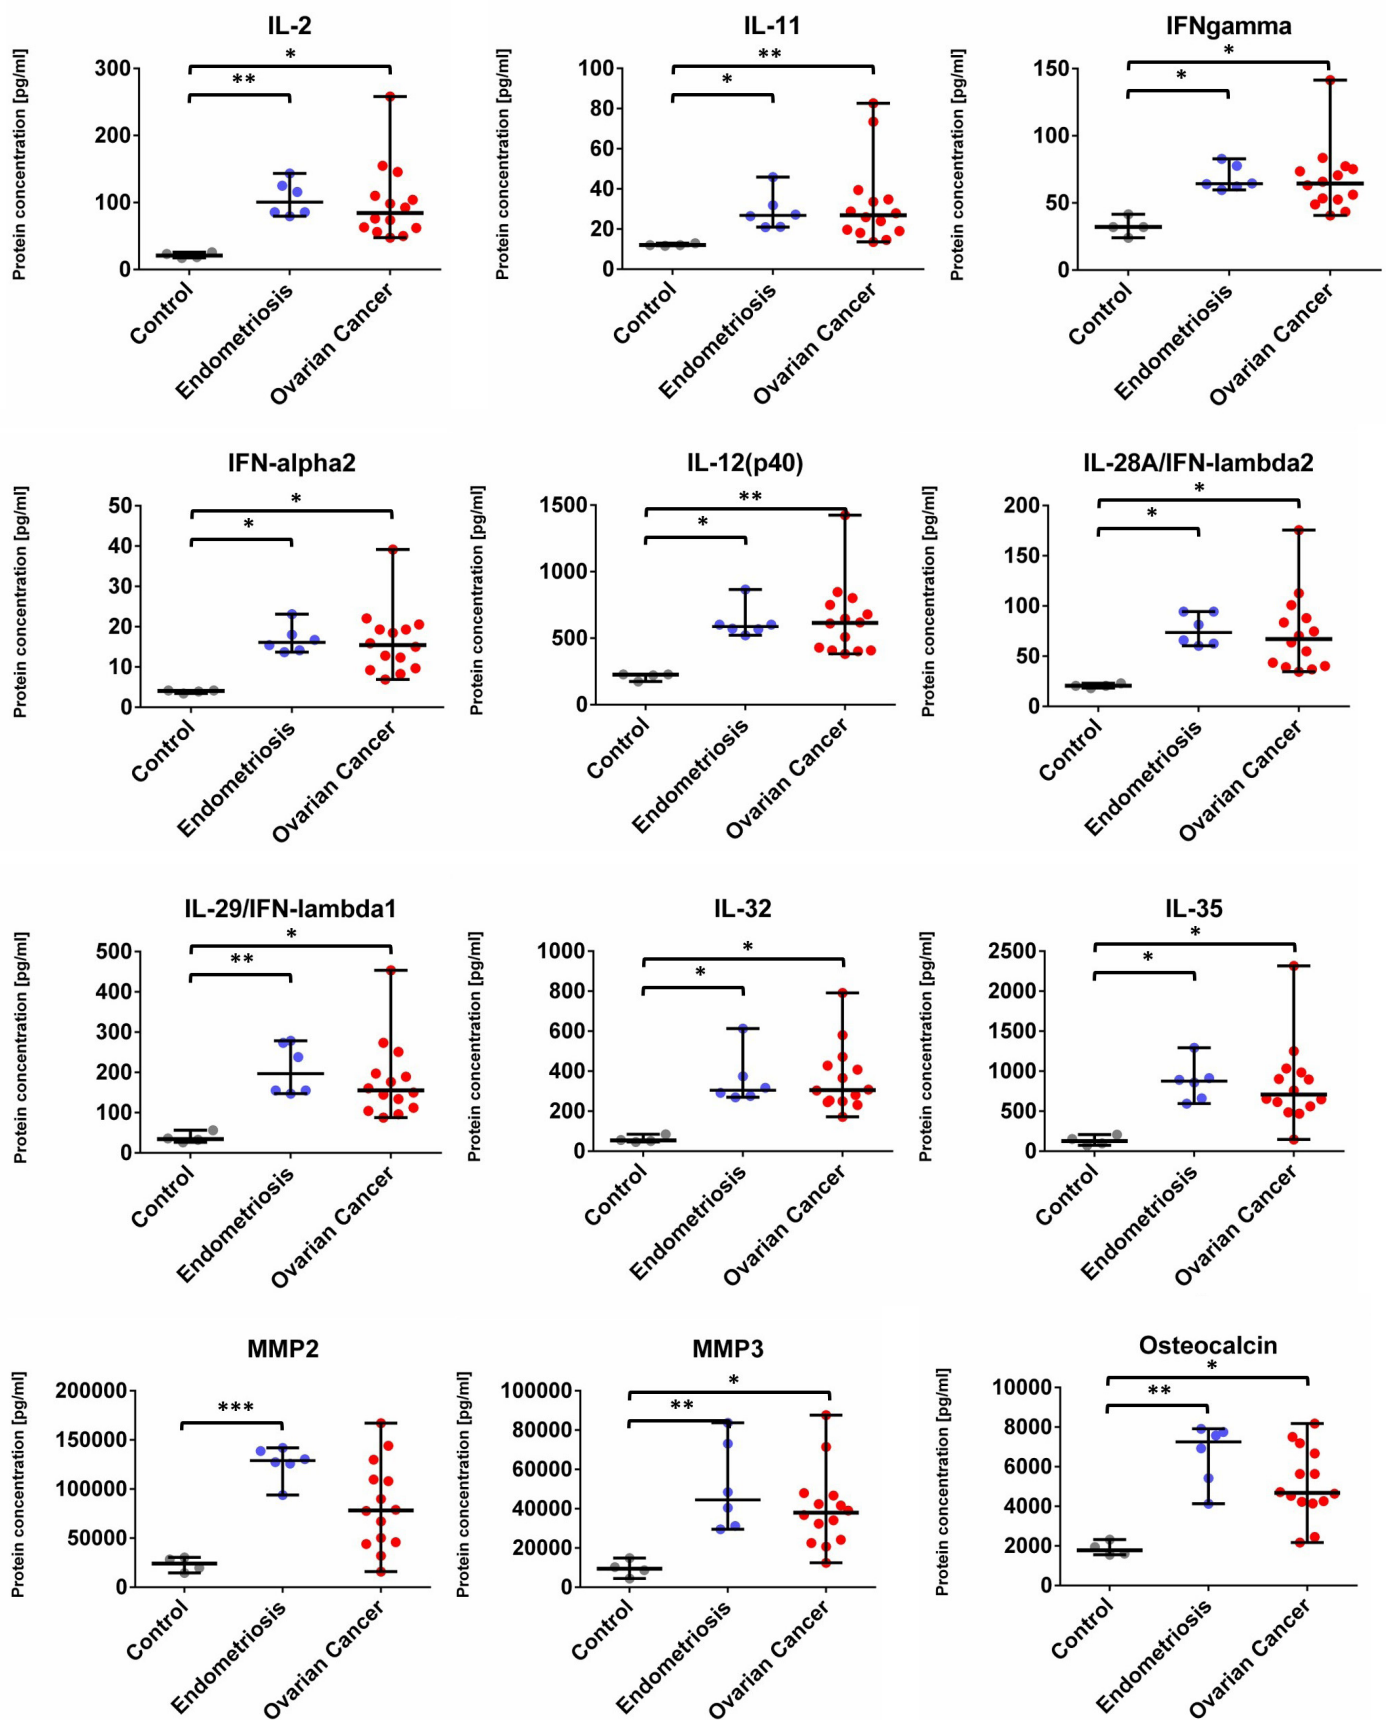 IL-2
Protein concentration [pg/ml]
300
200
100
0
*
**
Control
Endometriosis
Ovarian Cancer
IL-11
Protein concentration [pg/ml]
100
80
60
40
20
0
**
*
Control
Endometriosis
Ovarian Cancer
IFNgamma
Protein concentration [pg/ml]
150
100
50
0
*
*
Control
Endometriosis
Ovarian Cancer
IFN-alpha2
Protein concentration [pg/ml]
50
40
30
20
10
0
*
*
Control
Endometriosis
Ovarian Cancer
IL-12(p40)
Protein concentration [pg/ml]
1500
1000
500
0
**
*
Control
Endometriosis
Ovarian Cancer
IL-28A/IFN-lambda2
Protein concentration [pg/ml]
200
150
100
50
0
*
*
Control
Endometriosis
Ovarian Cancer
IL-29/IFN-lambda1
Protein concentration [pg/ml]
500
400
300
200
100
0
*
**
Control
Endometriosis
Ovarian Cancer
IL-32
Protein concentration [pg/ml]
1000
800
600
400
200
0
*
*
Control
Endometriosis
Ovarian Cancer
IL-35
Protein concentration [pg/ml]
2500
2000
1500
1000
500
0
*
*
Control
Endometriosis
Ovarian Cancer
MMP2
Protein concentration [pg/ml]
200000
150000
100000
50000
0
***
Control
Endometriosis
Ovarian Cancer
MMP3
Protein concentration [pg/ml]
100000
80000
60000
40000
20000
0
*
**
Control
Endometriosis
Ovarian Cancer
Osteocalcin
Protein concentration [pg/ml]
10000
8000
6000
4000
2000
0
*
**
Control
Endometriosis
Ovarian Cancer